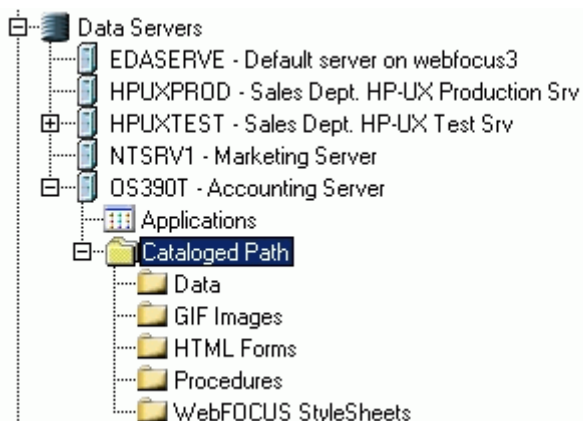 Data Servers
EDASERVE - Default server on webfocus3
HPUXPROD - Sales Dept. HP-UX Production Srv
HPUXTEST - Sales Dept. HP-UX Test Srv
NTSRV1 - Marketing Server
OS390T - Accounting Server
Applications
Cataloged Path
Data
GIF Images
HTML Forms
Procedures
WebFOCUS StyleSheets